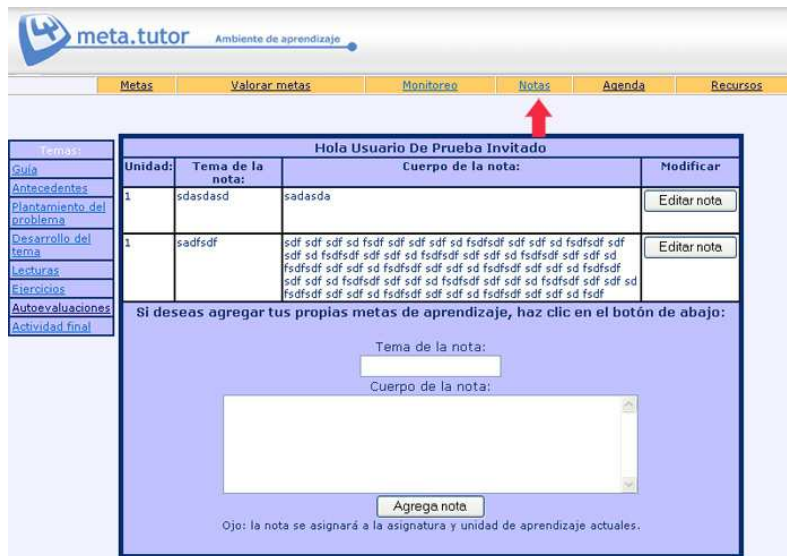 meta.tutor Ambiente de aprendizaje
Metas Valorar metas Monitoreo Notas Agenda Recursos
Temas:
Guía
Antecedentes
Plantamiento del
problema
Desarrollo del
tema
Lecturas
Ejercicios
Autoevaluaciones
Actividad final
Hola Usuario De Prueba Invitado
Unidad: Tema de la nota: Cuerpo de la nota: Modificar
1 sdasdasd sadasda Editar nota
1 sadfsdf sdf sdf sdf sd fsdf sdf sdf sdf sd fsdfsdf sdf sdf sd fsdfsdf sdf Editar nota
sdf sd fsdfsdf sdf sdf sd fsdfsdf sdf sdf sd fsdfsdf sdf sdf sd
fsdfsdf sdf sdf sd fsdfsdf sdf sdf sd fsdfsdf sdf sdf sd fsdfsdf
sdf sdf sd fsdfsdf sdf sdf sd fsdfsdf sdf sdf sd fsdfsdf sdf sdf sd
fsdfsdf sdf sdf sd fsdfsdf sdf sdf sd fsdfsdf sdf sdf sd fsdf
Si deseas agregar tus propias metas de aprendizaje, haz clic en el botón de abajo:
Tema de la nota:
Cuerpo de la nota:
Agrega nota
Ojo: la nota se asignará a la asignatura y unidad de aprendizaje actuales.